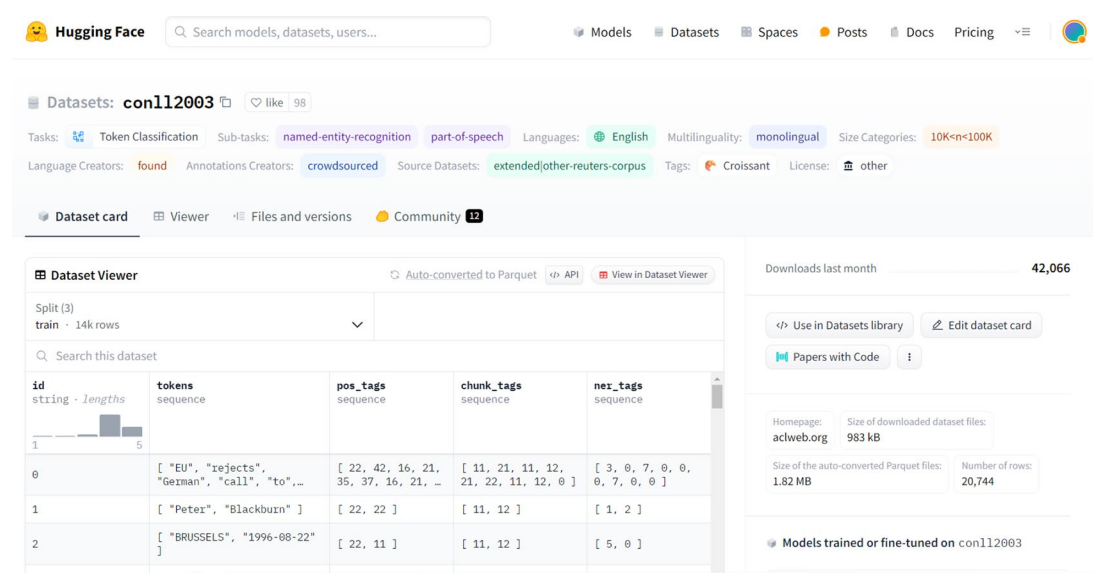 Hugging Face Search models, datasets, users... Models Datasets Spaces Posts Docs Pricing
Datasets: conll2003 like 98
Tasks: Token Classification Sub-tasks: named-entity-recognition part-of-speech Languages: English Multilinguality: monolingual Size Categories: 10K<n<100K
Language Creators: found Annotations Creators: crowdsourced Source Datasets: extended|other-reuters-corpus Tags: Croissant License: other
Dataset card Viewer Files and versions Community 12
Dataset Viewer Auto-converted to Parquet </> API View in Dataset Viewer
Split (3)
train · 14k rows
Search this dataset
id tokens pos_tags chunk_tags ner_tags
string · lengths sequence sequence sequence sequence
1 5
0 [ "EU", "rejects", "German", "call", "to",… [ 22, 42, 16, 21, 35, 37, 16, 21, … [ 11, 21, 11, 12, 21, 22, 11, 12, 0 ] [ 3, 0, 7, 0, 0, 0, 7, 0, 0 ]
1 [ "Peter", "Blackburn" ] [ 22, 22 ] [ 11, 12 ] [ 1, 2 ]
2 [ "BRUSSELS", "1996-08-22" ] [ 22, 11 ] [ 11, 12 ] [ 5, 0 ]
Downloads last month 42,066
</> Use in Datasets library Edit dataset card
Papers with Code
Homepage: Size of downloaded dataset files:
aclweb.org 983 kB
Size of the auto-converted Parquet files: Number of rows:
1.82 MB 20,744
Models trained or fine-tuned on conll2003